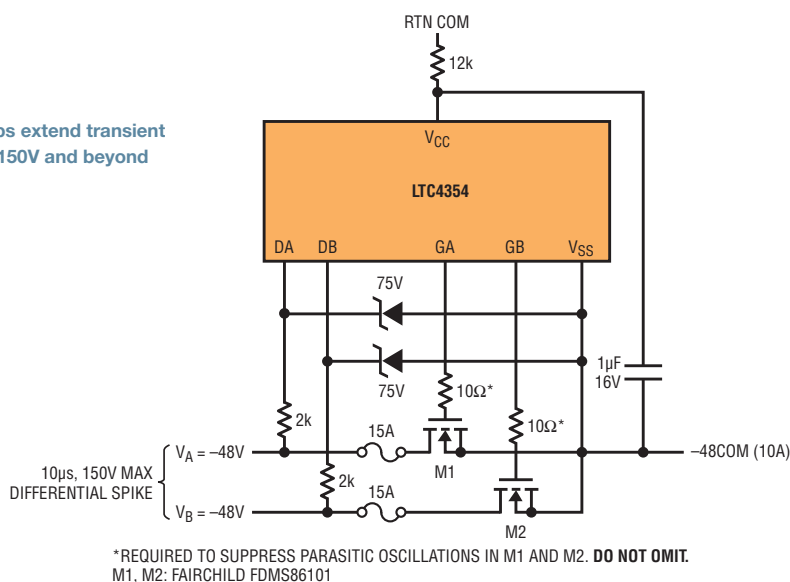 RTN COM
12k
ps extend transient
150V and beyond
VCC
LTC4354
DA DB GA GB VSS
75V
75V
1µF
16V
10Ω*
10Ω*
2k
2k
15A
15A
VA = –48V
VB = –48V
10µs, 150V MAX
DIFFERENTIAL SPIKE
M1
M2
–48COM (10A)
*REQUIRED TO SUPPRESS PARASITIC OSCILLATIONS IN M1 AND M2. DO NOT OMIT.
M1, M2: FAIRCHILD FDMS86101